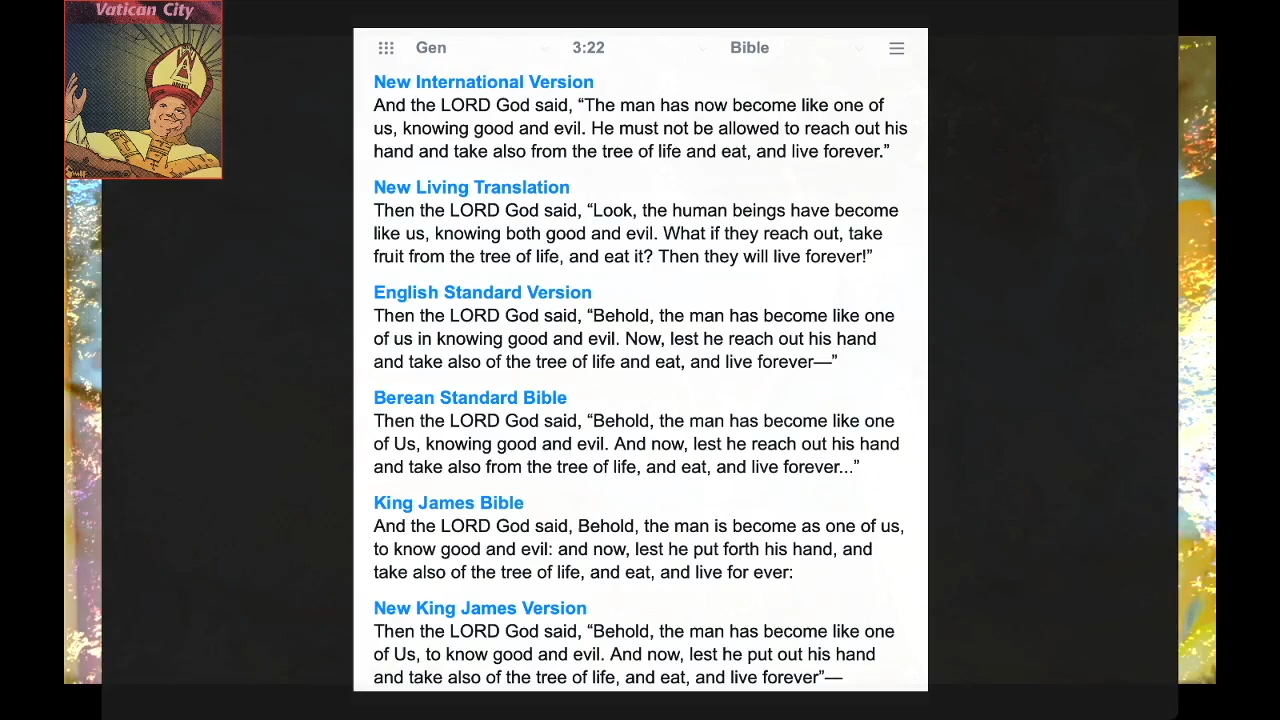 Vatican City
Gen
3:22
Bible
New International Version
And the LORD God said, “The man has now become like one of
us, knowing good and evil. He must not be allowed to reach out his
hand and take also from the tree of life and eat, and live forever.”
New Living Translation
Then the LORD God said, “Look, the human beings have become
like us, knowing both good and evil. What if they reach out, take
fruit from the tree of life, and eat it? Then they will live forever!”
English Standard Version
Then the LORD God said, “Behold, the man has become like one
of us in knowing good and evil. Now, lest he reach out his hand
and take also of the tree of life and eat, and live forever—”
Berean Standard Bible
Then the LORD God said, “Behold, the man has become like one
of Us, knowing good and evil. And now, lest he reach out his hand
and take also from the tree of life, and eat, and live forever...”
King James Bible
And the LORD God said, Behold, the man is become as one of us,
to know good and evil: and now, lest he put forth his hand, and
take also of the tree of life, and eat, and live for ever:
New King James Version
Then the LORD God said, “Behold, the man has become like one
of Us, to know good and evil. And now, lest he put out his hand
and take also of the tree of life, and eat, and live forever”—